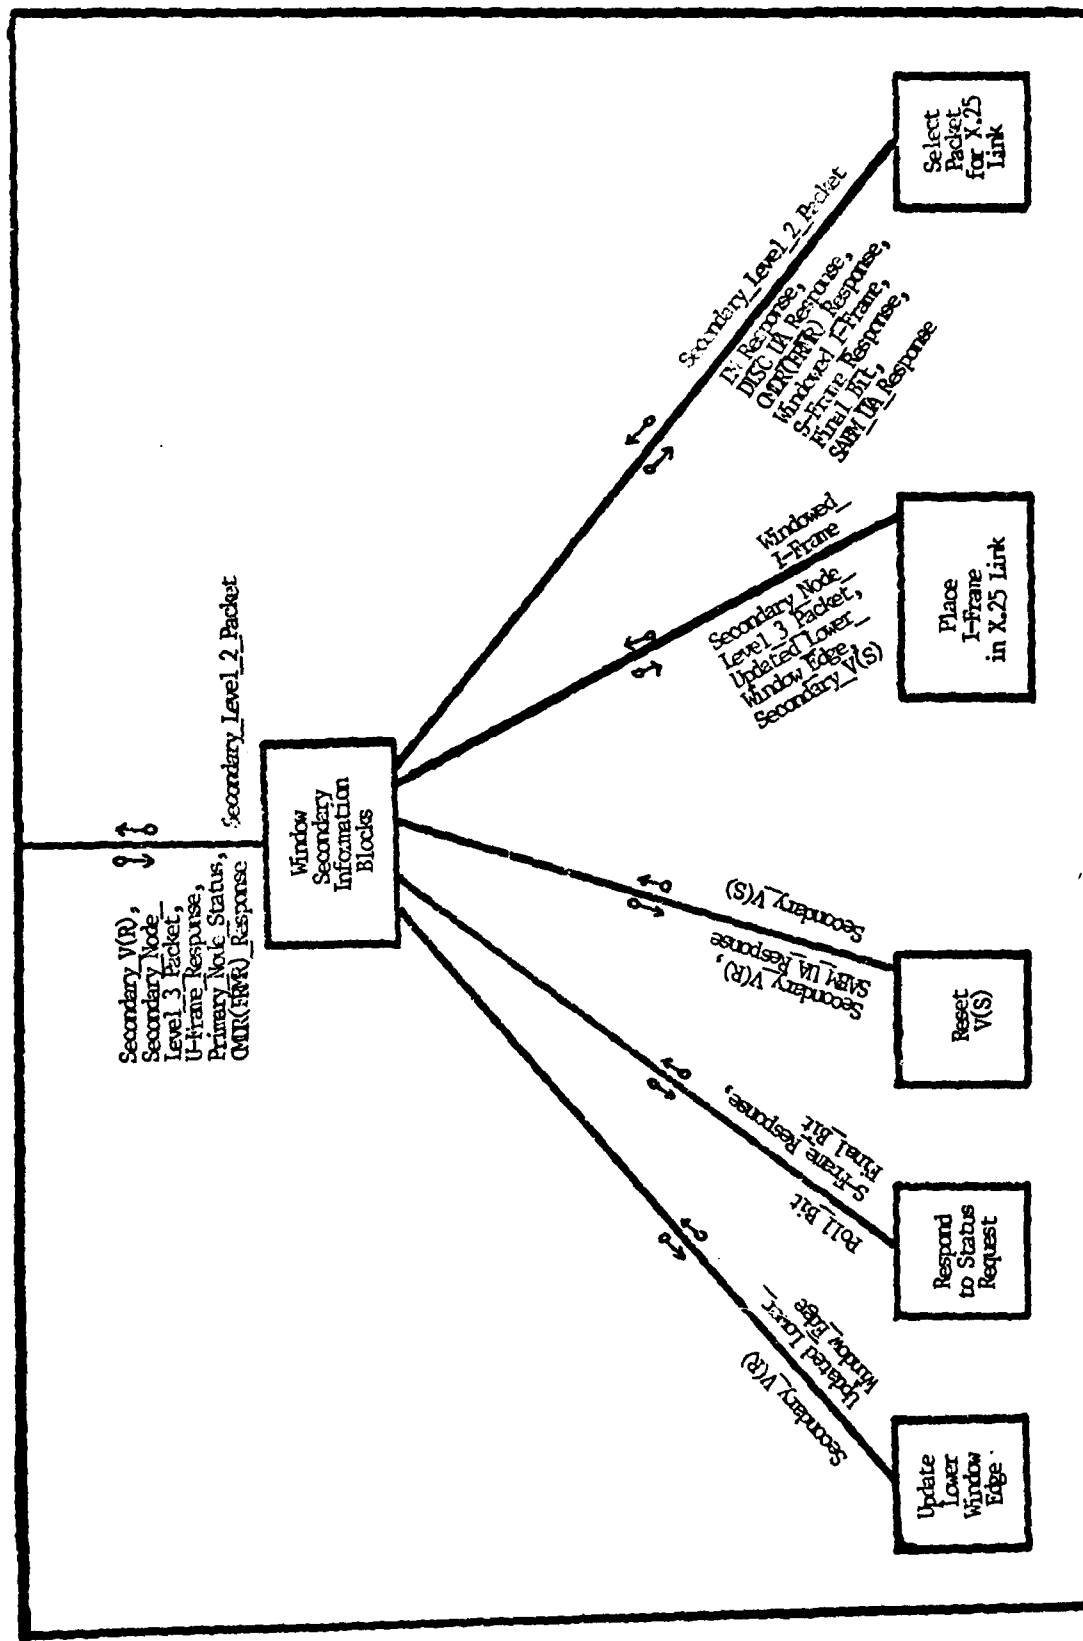 Secondary_V(R),
Secondary_Node_
Level_3_Packet,
U-Frame_Response,
Primary_Node_Status,
CMDR(FRMR)_Response
Secondary_Level_2_Packet
Window
Secondary
Information
Blocks
Secondary_V(R)
Updated_Lower_
Window_Edge
Poll_Bit
S-Frame_Response,
Final_Bit
Secondary_V(R),
SABM_UA_Response
Secondary_V(S)
Windowed_
I-Frame
Secondary_Node_
Level_3_Packet,
Updated_Lower_
Window_Edge,
Secondary_V(S)
Secondary_Level_2_Packet
Response,
DISC_UA_Response,
CMDR(FRMR)_Response,
Windowed_I-Frame,
S-Frame_Response,
Final_Bit,
SABM_UA_Response
Update
Lower
Window
Edge
Respond
to Status
Request
Reset
V(S)
Place
I-Frame
in X.25 Link
Select
Packet
for X.25
Link